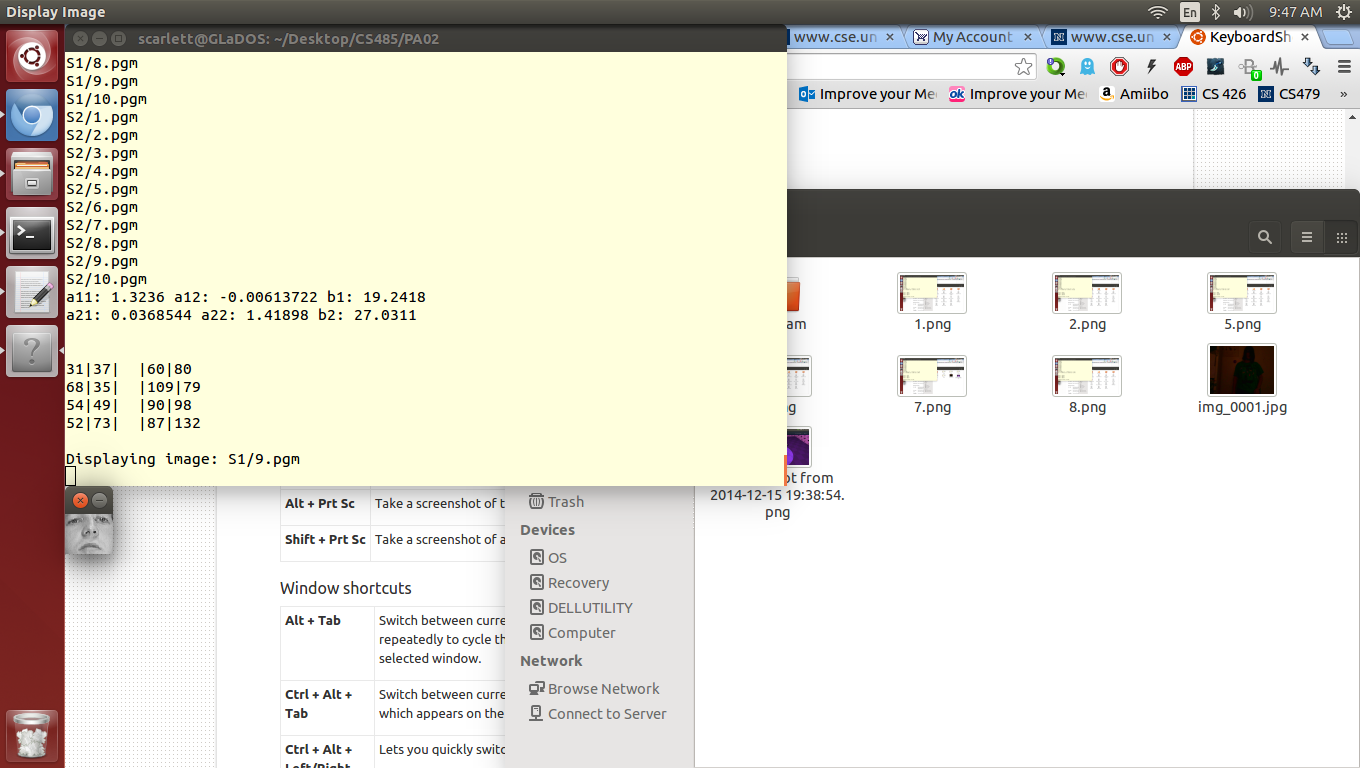 Display Image
En
9:47 AM
scarlett@GLaDOS: ~/Desktop/CS485/PA02
S1/8.pgm
S1/9.pgm
S1/10.pgm
S2/1.pgm
S2/2.pgm
S2/3.pgm
S2/4.pgm
S2/5.pgm
S2/6.pgm
S2/7.pgm
S2/8.pgm
S2/9.pgm
S2/10.pgm
a11: 1.3236 a12: -0.00613722 b1: 19.2418
a21: 0.0368544 a22: 1.41898 b2: 27.0311
31|37|  |60|80
68|35|  |109|79
54|49|  |90|98
52|73|  |87|132
Displaying image: S1/9.pgm
www.cse.un
My Account
www.cse.un
KeyboardSh
ABP
0
Improve your Me
ok Improve your Me
Amiibo
CS 426
N CS479
»
am
1.png
2.png
5.png
g
7.png
8.png
img_0001.jpg
ot from
2014-12-15 19:38:54.
png
Alt + Prt Sc
Take a screenshot of t
Shift + Prt Sc
Take a screenshot of a
Window shortcuts
Alt + Tab
Switch between curre
repeatedly to cycle th
selected window.
Ctrl + Alt +
Tab
Switch between curre
which appears on the
Ctrl + Alt +
Left/Right
Lets you quickly switc
Trash
Devices
OS
Recovery
DELLUTILITY
Computer
Network
Browse Network
Connect to Server